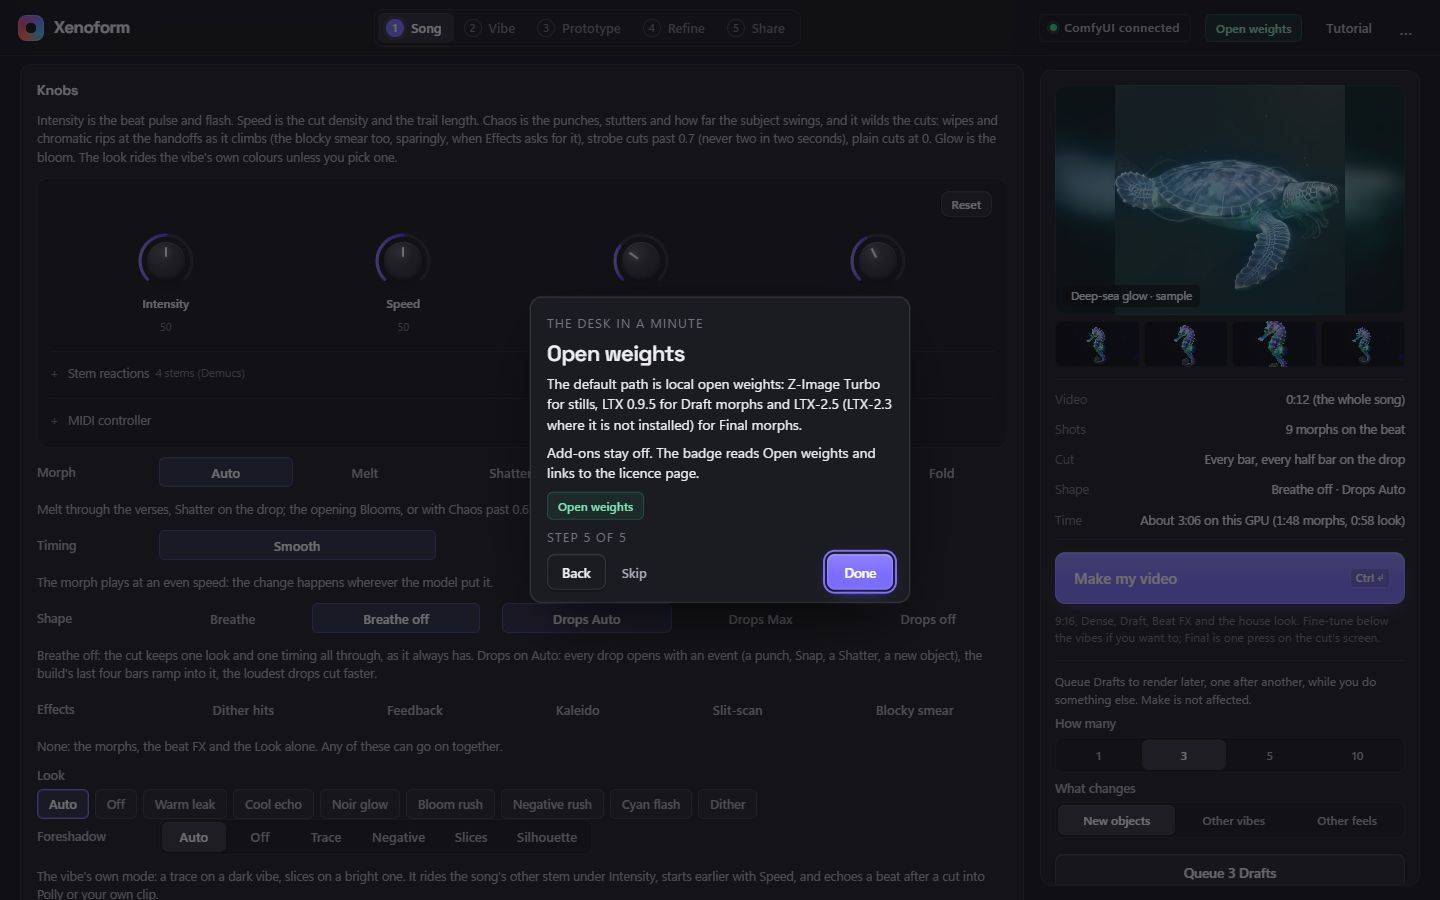 Xenoform
1 Song
2 Vibe
3 Prototype
4 Refine
5 Share
ComfyUI connected
Open weights
Tutorial
...
Knobs
Intensity is the beat pulse and flash. Speed is the cut density and the trail length. Chaos is the punches, stutters and how far the subject swings, and it wilds the cuts: wipes and
chromatic rips at the handoffs as it climbs (the blocky smear too, sparingly, when Effects asks for it), strobe cuts past 0.7 (never two in two seconds), plain cuts at 0. Glow is the
bloom. The look rides the vibe's own colours unless you pick one.
Reset
Intensity
Speed
50
50
+ Stem reactions 4 stems (Demucs)
+ MIDI controller
Morph
Auto
Melt
Shatter
Fold
Melt through the verses, Shatter on the drop; the opening Blooms, or with Chaos past 0.6
Timing
Smooth
The morph plays at an even speed: the change happens wherever the model put it.
Shape
Breathe
Breathe off
Drops Auto
Drops Max
Drops off
Breathe off: the cut keeps one look and one timing all through, as it always has. Drops on Auto: every drop opens with an event (a punch, Snap, a Shatter, a new object), the
build's last four bars ramp into it, the loudest drops cut faster.
Effects
Dither hits
Feedback
Kaleido
Slit-scan
Blocky smear
None: the morphs, the beat FX and the Look alone. Any of these can go on together.
Look
Auto
Off
Warm leak
Cool echo
Noir glow
Bloom rush
Negative rush
Cyan flash
Dither
Foreshadow
Auto
Off
Trace
Negative
Slices
Silhouette
The vibe's own mode: a trace on a dark vibe, slices on a bright one. It rides the song's other stem under Intensity, starts earlier with Speed, and echoes a beat after a cut into
Polly or your own clip.
THE DESK IN A MINUTE
Open weights
The default path is local open weights: Z-Image Turbo
for stills, LTX 0.9.5 for Draft morphs and LTX-2.5 (LTX-2.3
where it is not installed) for Final morphs.
Add-ons stay off. The badge reads Open weights and
links to the licence page.
Open weights
STEP 5 OF 5
Back
Skip
Done
Deep-sea glow · sample
Video
0:12 (the whole song)
Shots
9 morphs on the beat
Cut
Every bar, every half bar on the drop
Shape
Breathe off · Drops Auto
Time
About 3:06 on this GPU (1:48 morphs, 0:58 look)
Make my video
Ctrl ↲
9:16, Dense, Draft, Beat FX and the house look. Fine-tune below
the vibes if you want to; Final is one press on the cut's screen.
Queue Drafts to render later, one after another, while you do
something else. Make is not affected.
How many
1
3
5
10
What changes
New objects
Other vibes
Other feels
Queue 3 Drafts